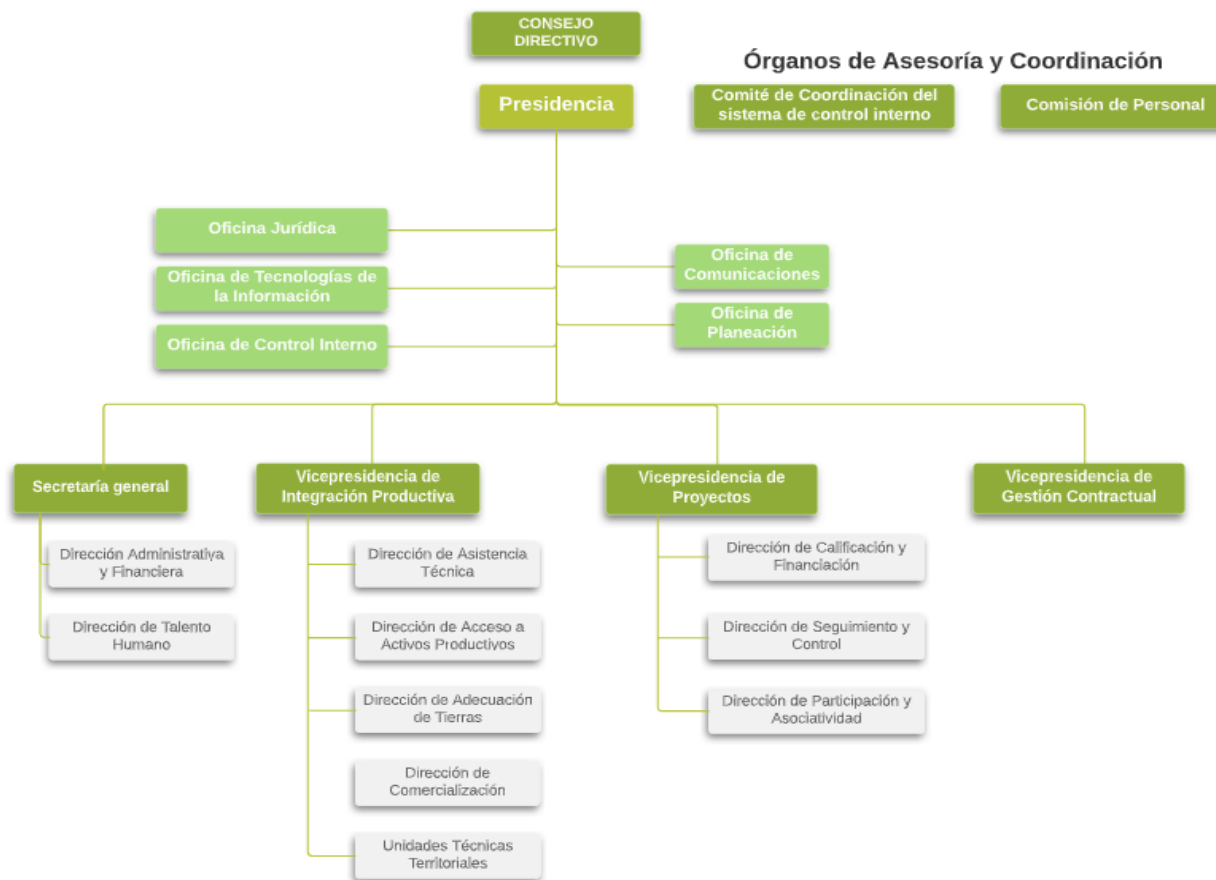 CONSEJO
DIRECTIVO
Órganos de Asesoría y Coordinación
Presidencia
Comité de Coordinación del
sistema de control interno
Comisión de Personal
Oficina Jurídica
Oficina de Tecnologías de
la Información
Oficina de Control Interno
Oficina de
Comunicaciones
Oficina de
Planeación
Secretaría general
Dirección Administrativa
y Financiera
Dirección de Talento
Humano
Vicepresidencia de
Integración Productiva
Dirección de Asistencia
Técnica
Dirección de Acceso a
Activos Productivos
Dirección de Adecuación
de Tierras
Dirección de
Comercialización
Unidades Técnicas
Territoriales
Vicepresidencia de
Proyectos
Dirección de Calificación y
Financiación
Dirección de Seguimiento y
Control
Dirección de Participación y
Asociatividad
Vicepresidencia de
Gestión Contractual